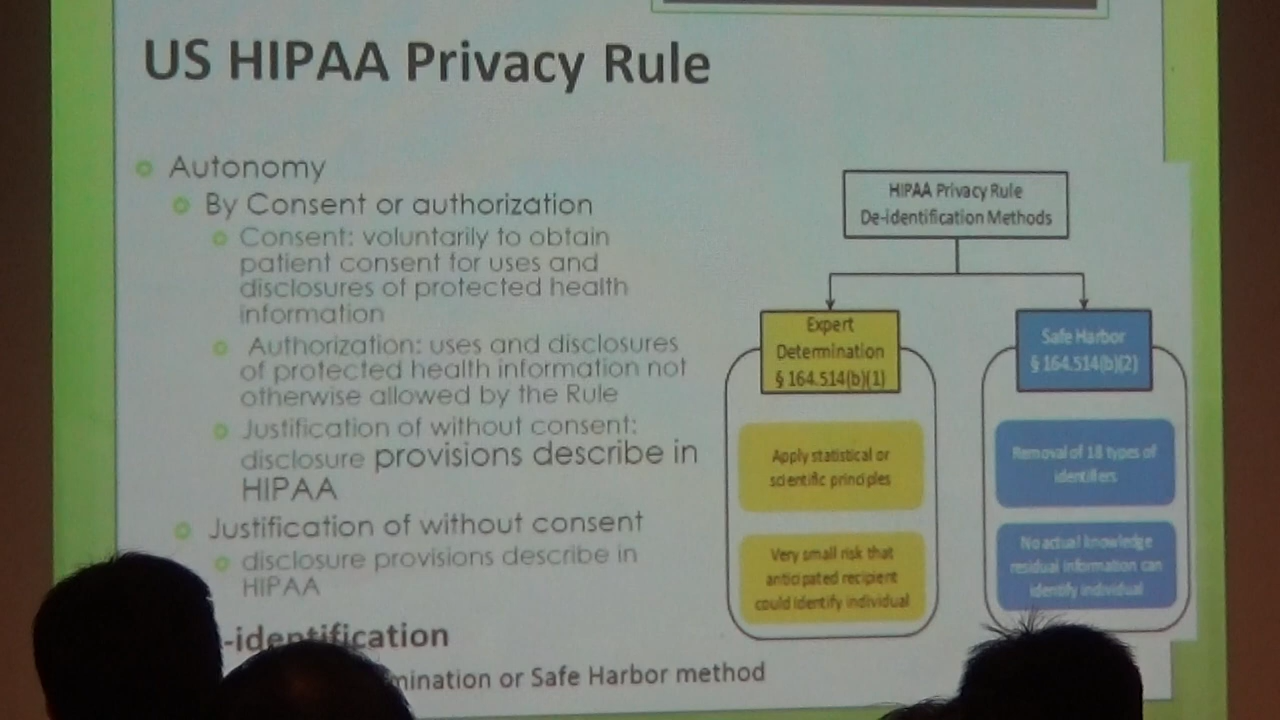 US HIPAA Privacy Rule
Autonomy
By Consent or authorization
Consent: voluntarily to obtain
patient consent for uses and
disclosures of protected health
information
Authorization: uses and disclosures
of protected health information not
otherwise allowed by the Rule
Justification of without consent:
disclosure provisions describe in
HIPAA
Justification of without consent
disclosure provisions describe in
HIPAA
-identification
mination or Safe Harbor method
HIPAA Privacy Rule
De-identification Methods
Expert
Determination
§ 164.514(b)(1)
Apply statistical or
scientific principles
Very small risk that
anticipated recipient
could identify individual
Safe Harbor
§ 164.514(b)(2)
Removal of 18 types of
identifiers
No actual knowledge
residual information can
identify individual